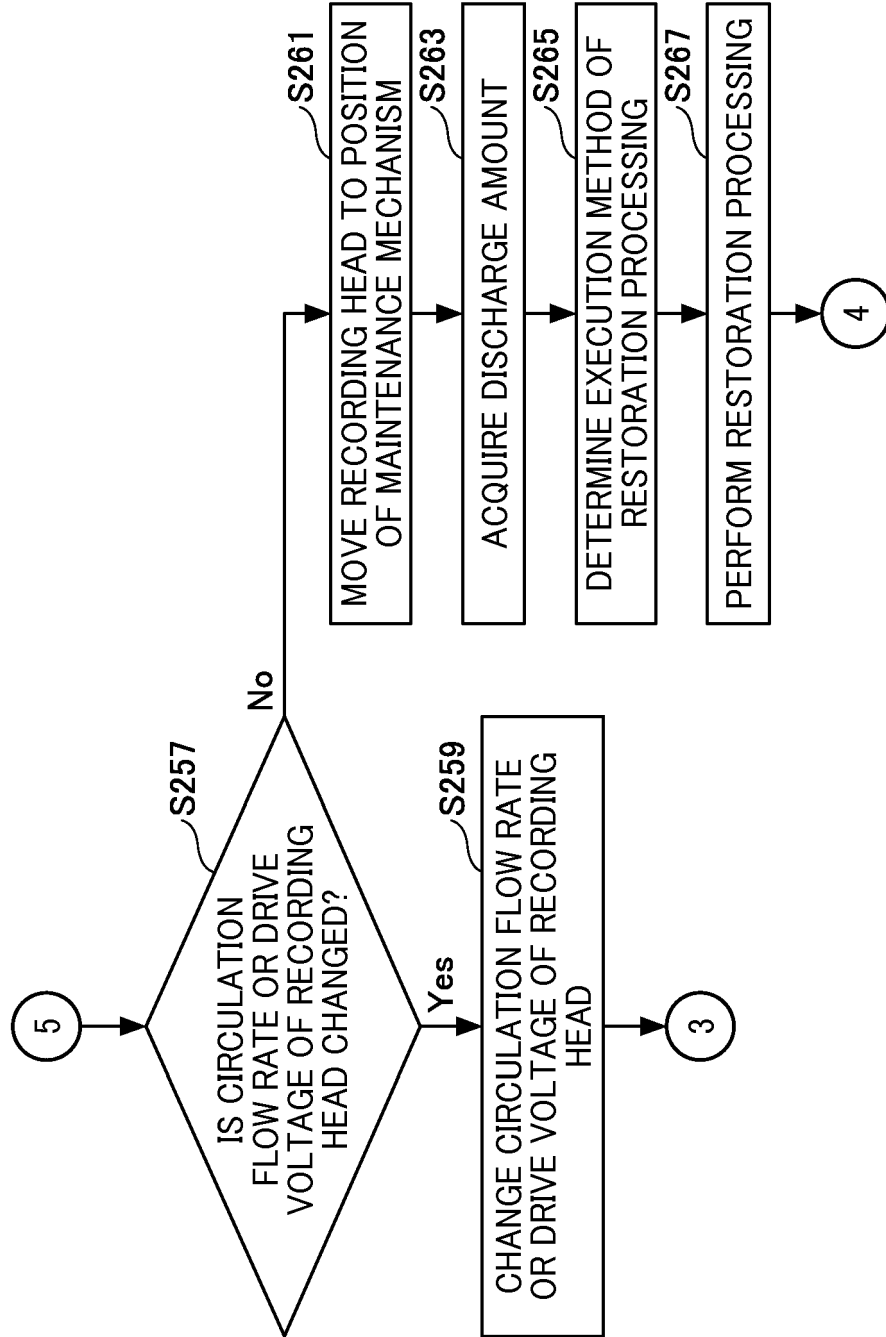 5
S257
IS CIRCULATION
FLOW RATE OR DRIVE
VOLTAGE OF RECORDING
HEAD CHANGED?
No
Yes
S259
CHANGE CIRCULATION FLOW RATE
OR DRIVE VOLTAGE OF RECORDING
HEAD
3
S261
MOVE RECORDING HEAD TO POSITION
OF MAINTENANCE MECHANISM
S263
ACQUIRE DISCHARGE AMOUNT
S265
DETERMINE EXECUTION METHOD OF
RESTORATION PROCESSING
S267
PERFORM RESTORATION PROCESSING
4